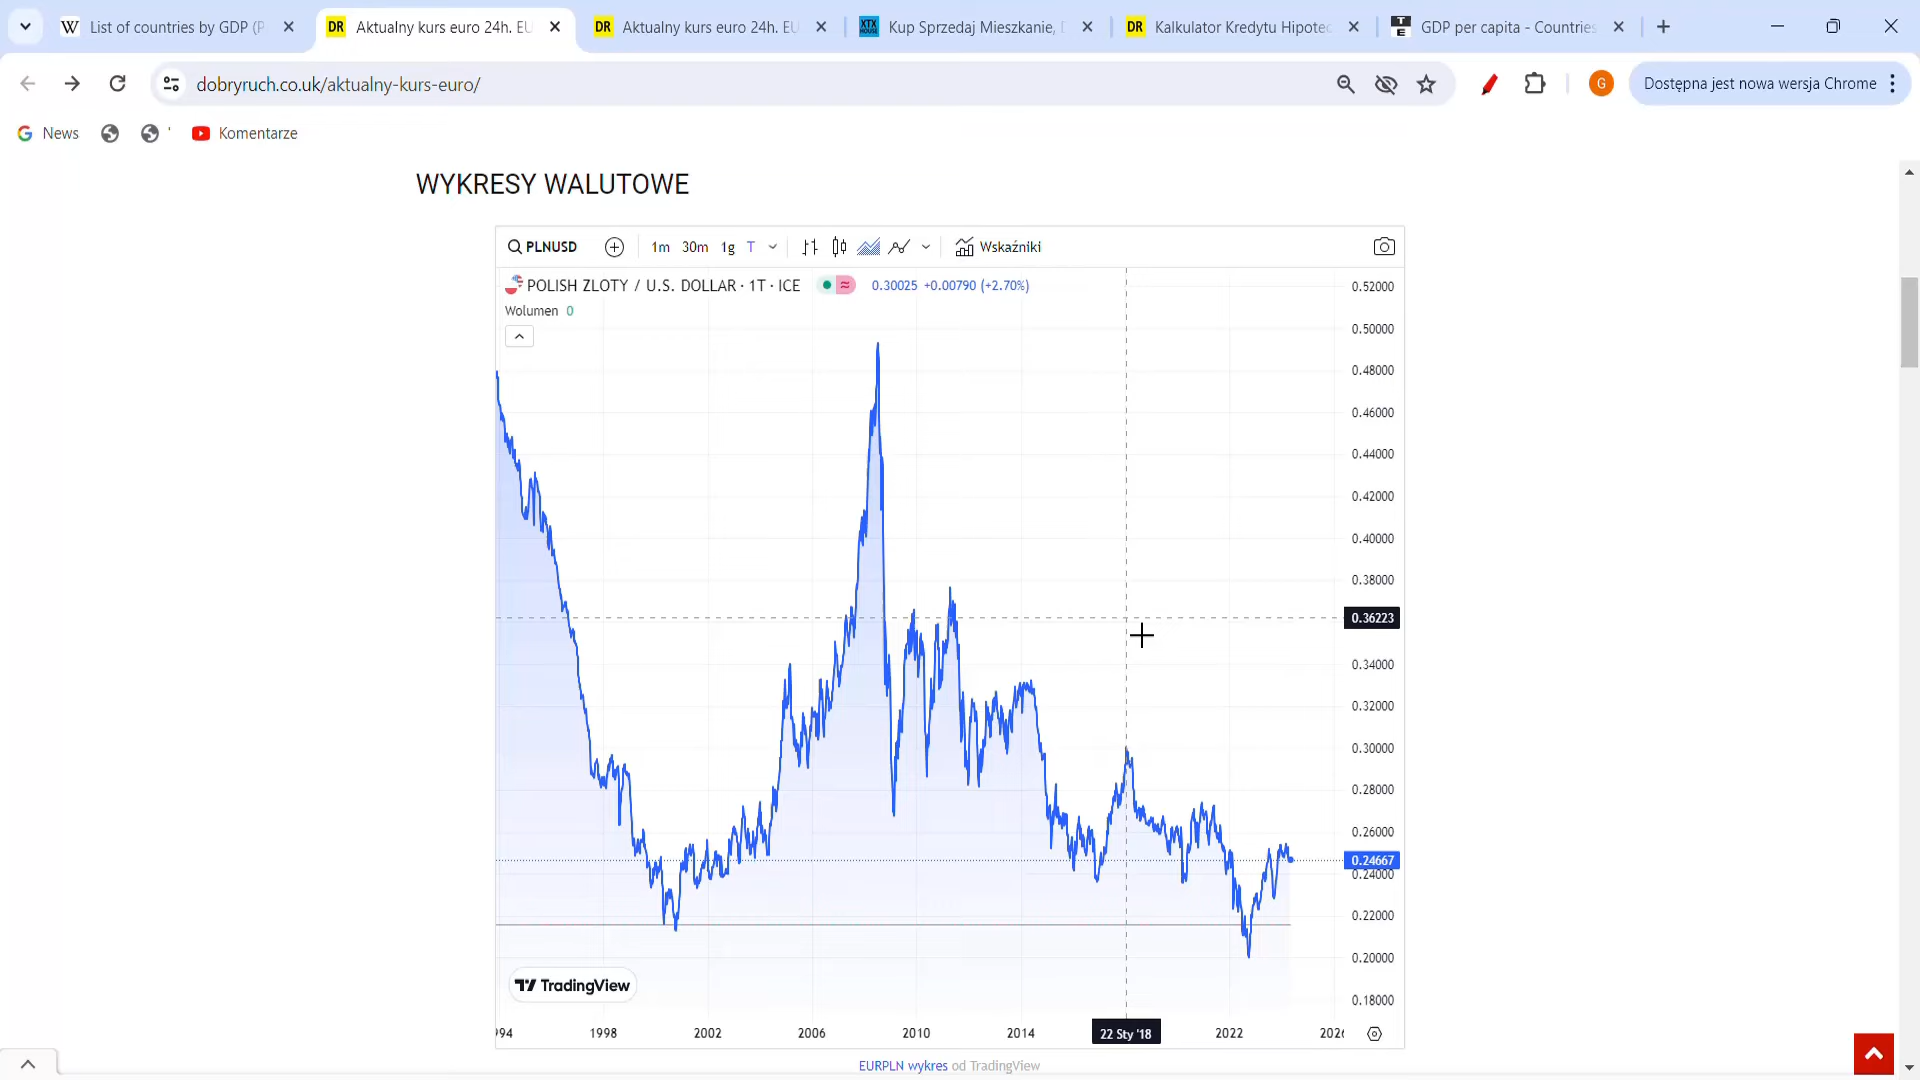 List of countries by GDP (P
Aktualny kurs euro 24h. EU
Aktualny kurs euro 24h. EU
Kup Sprzedaj Mieszkanie, D
Kalkulator Kredytu Hipotec
GDP per capita - Countries
dobryruch.co.uk/aktualny-kurs-euro/
G
Dostępna jest nowa wersja Chrome
News
Komentarze
WYKRESY WALUTOWE
PLNUSD
1m 30m 1g T
Wskaźniki
POLISH ZLOTY / U.S. DOLLAR · 1T · ICE
0.30025 +0.00790 (+2.70%)
Wolumen 0
0.52000
0.50000
0.48000
0.46000
0.44000
0.42000
0.40000
0.38000
0.36223
0.34000
0.32000
0.30000
0.28000
0.26000
0.24667
0.24000
0.22000
0.20000
0.18000
TradingView
1998 2002 2006 2010 2014 22 Sty '18 2022
EURPLN wykres od TradingView